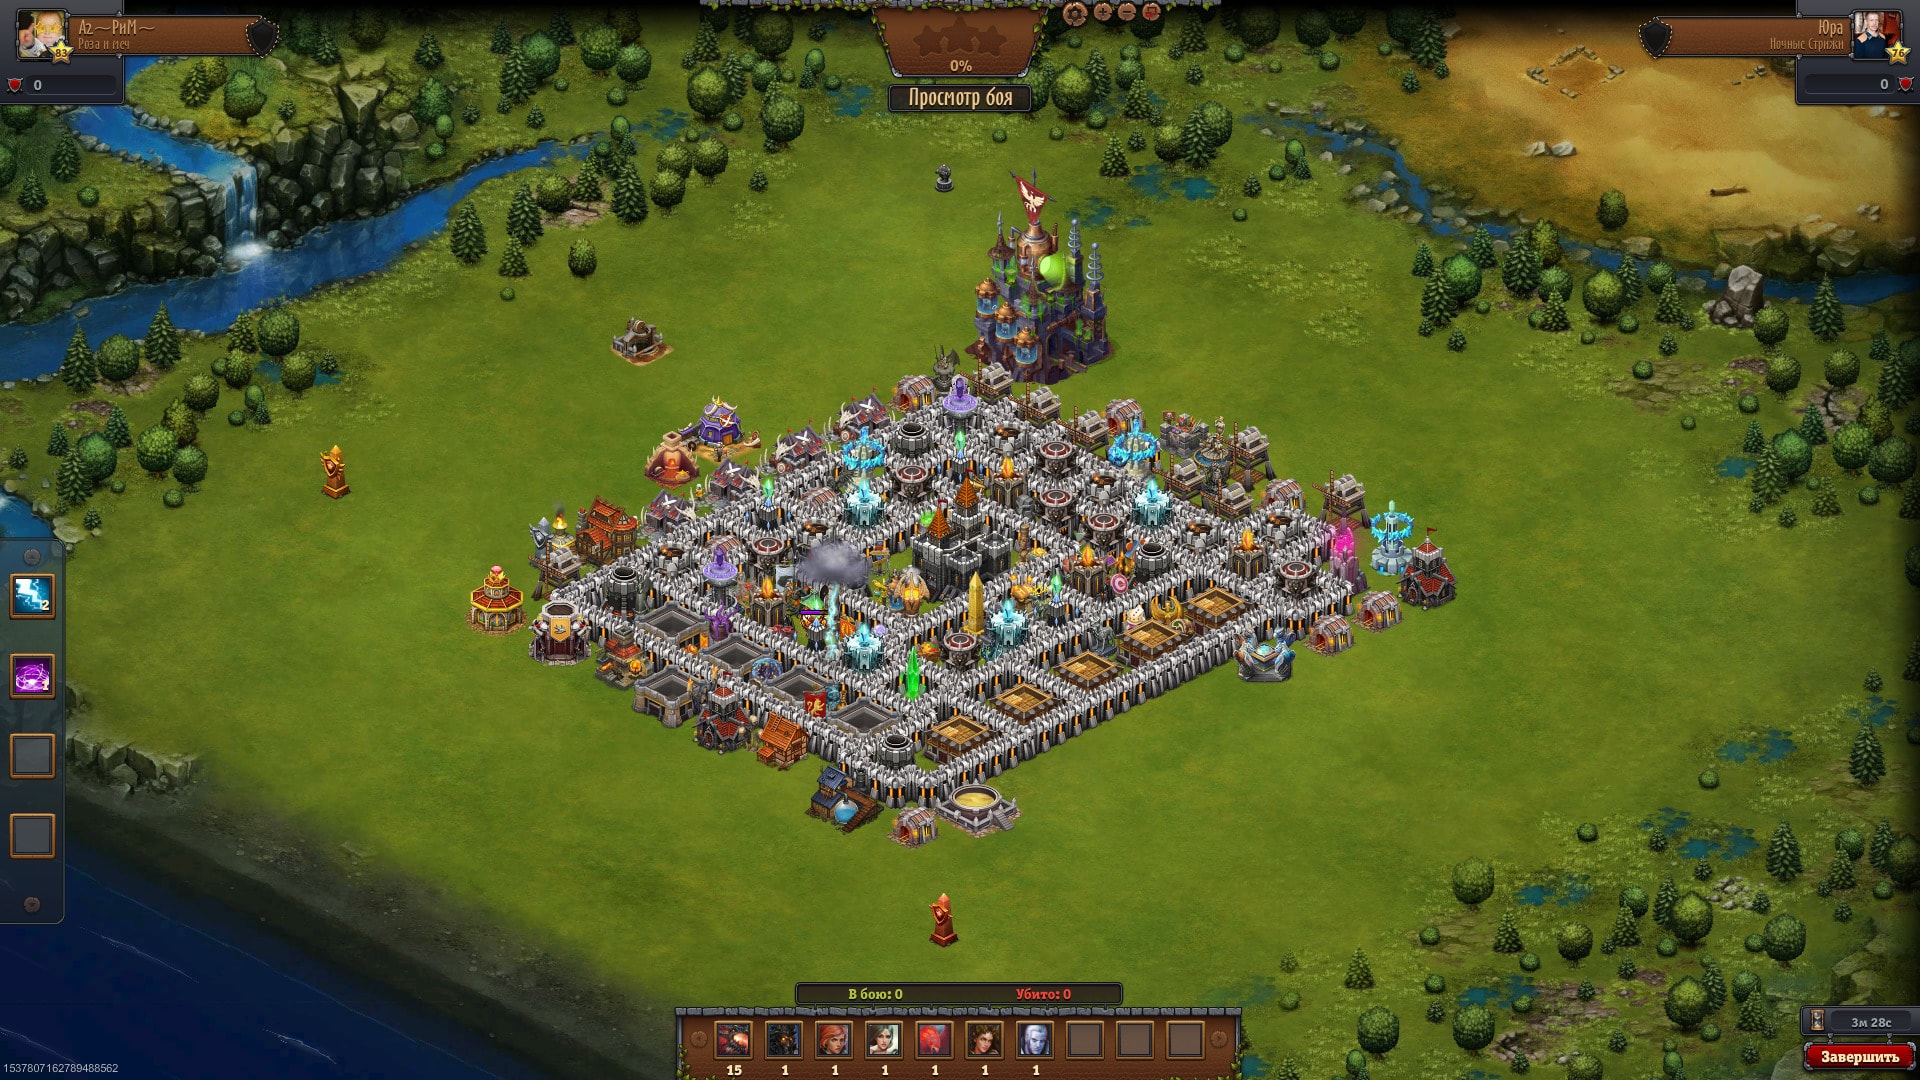 Az~РиМ~
Роза и меч
83
0
0%
Просмотр боя
Юра
Ночные Стрижи
76
0
2
В бою: 0
Убито: 0
15
1
1
1
1
1
1
3м 28с
Завершить
1537807162789488562